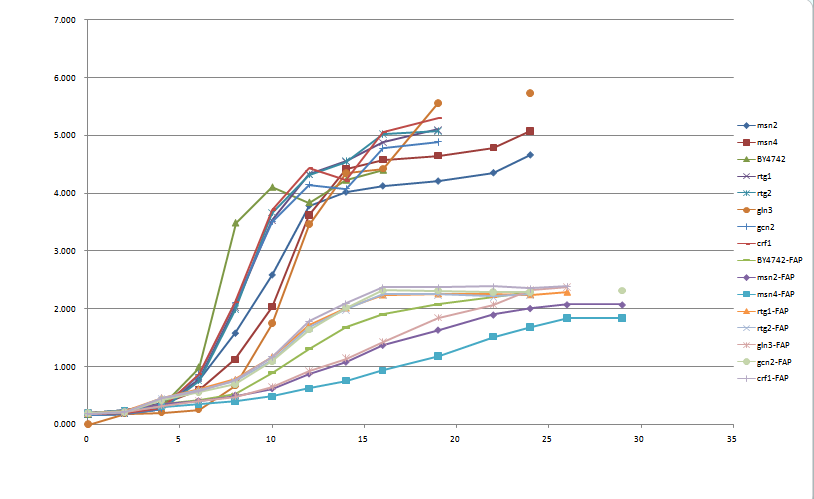 7.000
6.000
5.000
4.000
3.000
2.000
1.000
0.000
0 5 10 15 20 25 30 35
msn2
msn4
BY4742
rtg1
rtg2
gln3
gcn2
crf1
BY4742-FAP
msn2-FAP
msn4-FAP
rtg1-FAP
rtg2-FAP
gln3-FAP
gcn2-FAP
crf1-FAP